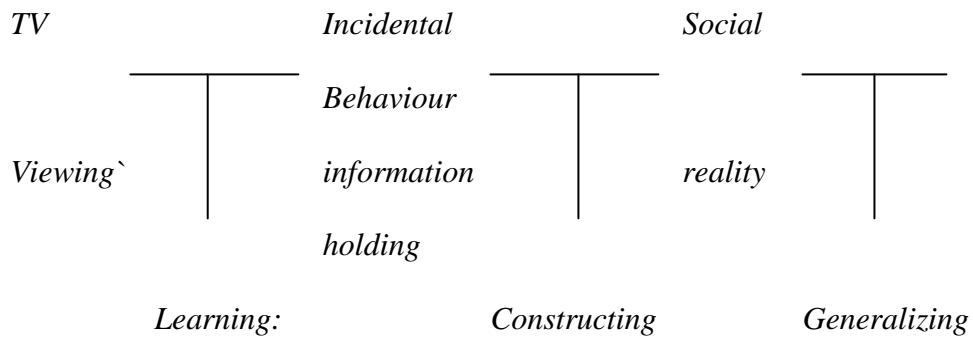 TV Incidental Social
Behaviour
Viewing` information reality
holding
Learning: Constructing Generalizing